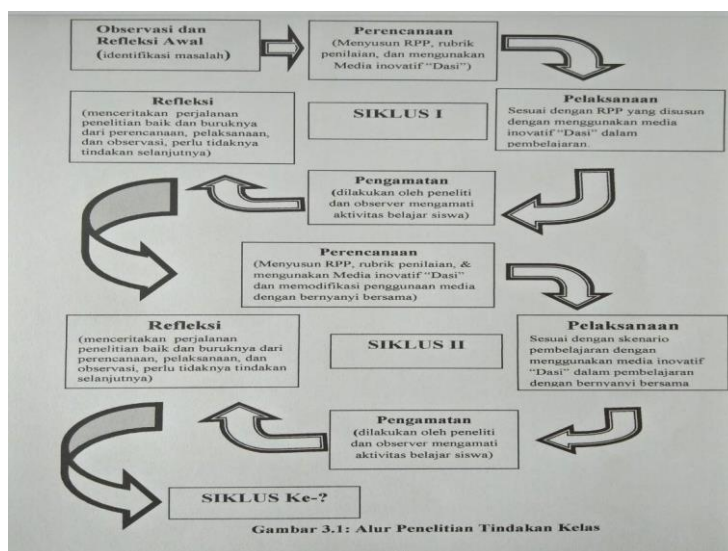 Observasi dan
Refleksi Awal
(identifikasi masalah)
Perencanaan
(Menyusun RPP, rubrik
penilaian, dan mengunakan
Media inovatif “Dasi”)
Refleksi
(menceritakan perjalanan
penelitian baik dan buruknya
dari perencanaan, pelaksanaan,
dan observasi, perlu tidaknya
tindakan selanjutnya)
SIKLUS I
Pelaksanaan
Sesuai dengan RPP yang disusun
dengan menggunakan media
inovatif “Dasi” dalam
pembelajaran.
Pengamatan
(dilakukan oleh peneliti
dan observer mengamati
aktivitas belajar siswa)
Perencanaan
(Menyusun RPP, rubrik penilaian, &
mengunakan Media inovatif “Dasi”
dan memodifikasi penggunaan media
dengan bernyanyi bersama)
Refleksi
(menceritakan perjalanan
penelitian baik dan buruknya dari
perencanaan, pelaksanaan, dan
observasi, perlu tidaknya tindakan
selanjutnya)
SIKLUS II
Pelaksanaan
Sesuai dengan skenario
pembelajaran dengan
menggunakan media inovatif
“Dasi” dalam pembelajaran
dengan bernyanyi bersama
Pengamatan
(dilakukan oleh peneliti
dan observer mengamati
aktivitas belajar siswa)
SIKLUS Ke-?
Gambar 3.1: Alur Penelitian Tindakan Kelas